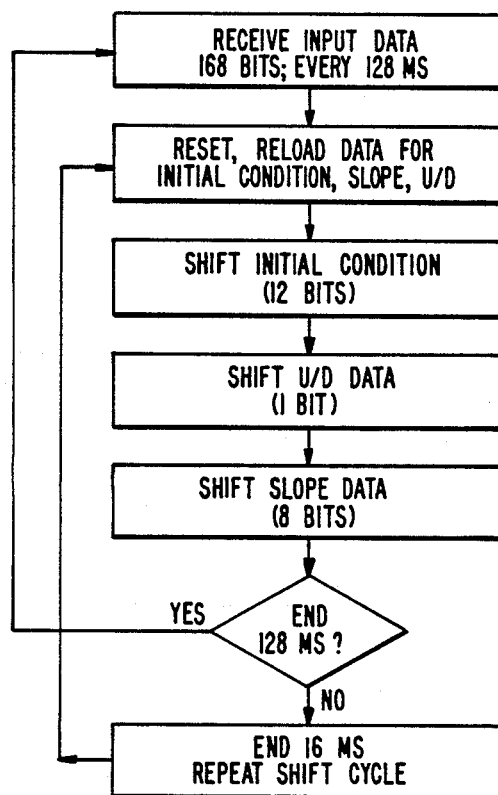 RECEIVE INPUT DATA
168 BITS; EVERY 128 MS
RESET, RELOAD DATA FOR
INITIAL CONDITION, SLOPE, U/D
SHIFT INITIAL CONDITION
(12 BITS)
SHIFT U/D DATA
(1 BIT)
SHIFT SLOPE DATA
(8 BITS)
YES
END
128 MS?
NO
END 16 MS
REPEAT SHIFT CYCLE